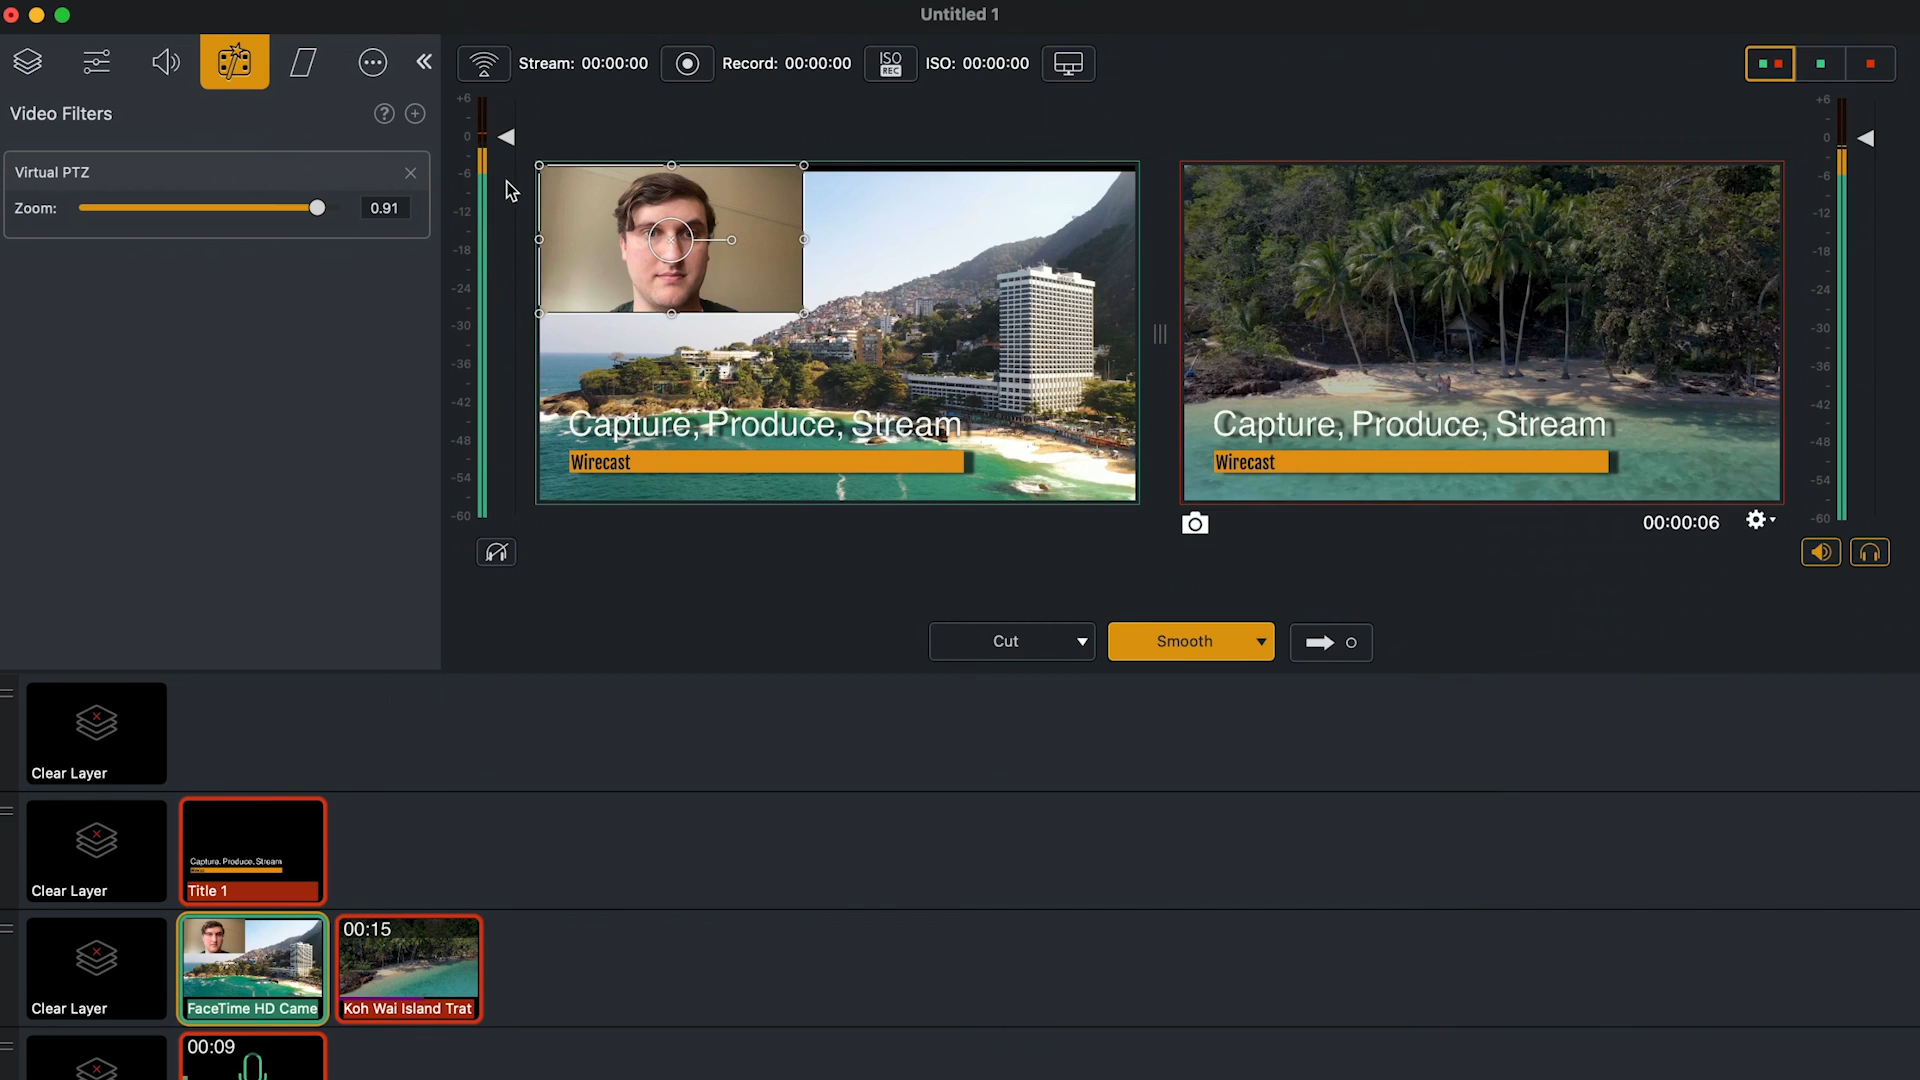 Untitled 1
Stream: 00:00:00
Record: 00:00:00
ISO REC
ISO: 00:00:00
Video Filters
?
Virtual PTZ
Zoom:
0.91
+6
0
-6
-12
-18
-24
-30
-36
-42
-48
-54
-60
Capture, Produce, Stream
Wirecast
Capture, Produce, Stream
Wirecast
+6
0
-6
-12
-18
-24
-30
-36
-42
-48
-54
-60
00:00:06
Cut
Smooth
Clear Layer
Clear Layer
Capture, Produce, Stream
Title 1
Clear Layer
FaceTime HD Came
00:15
Koh Wai Island Trat
00:09